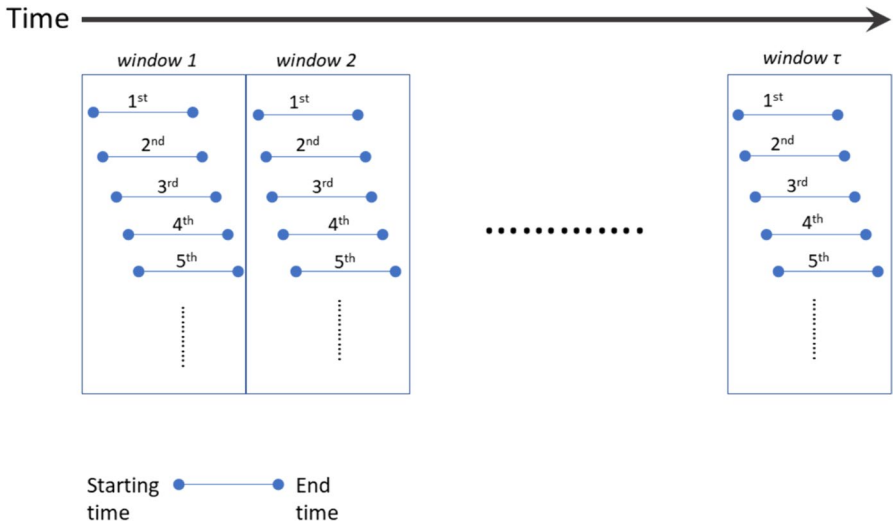 Time
window 1 window 2 window τ
1st 1st 1st
2nd 2nd 2nd
3rd 3rd 3rd
4th 4th 4th
5th 5th 5th
Starting End
time time